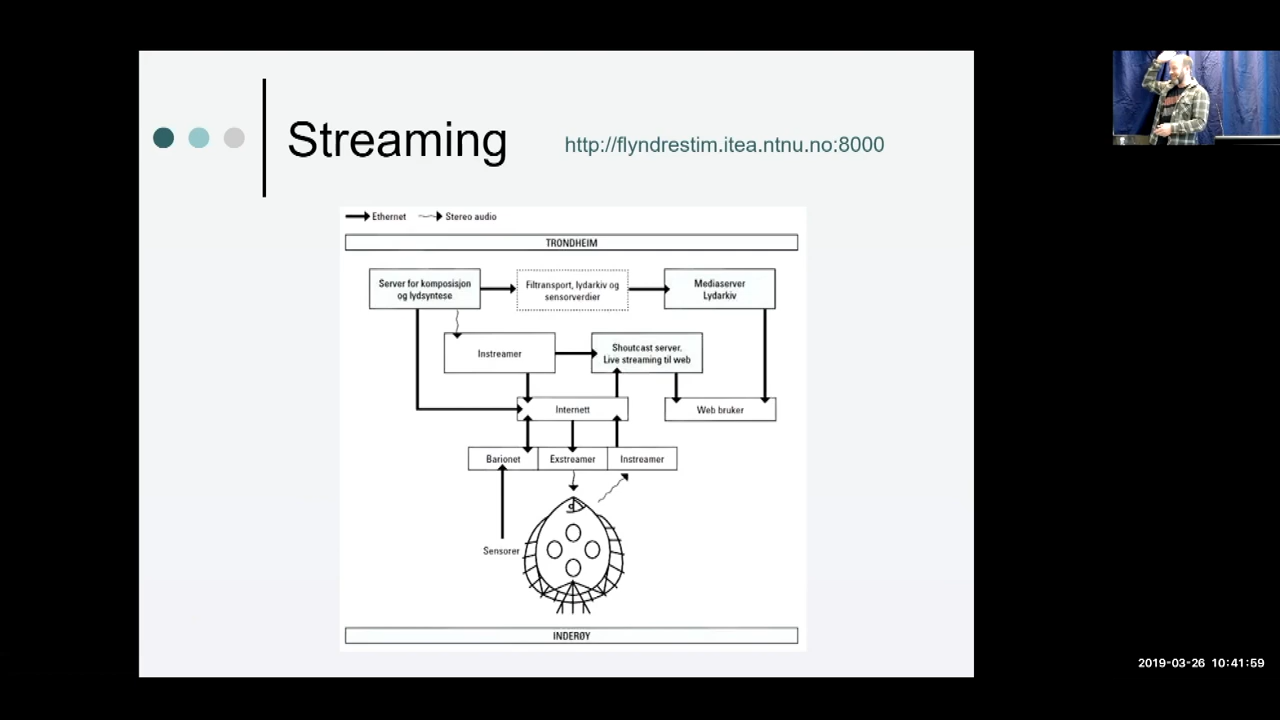 Streaming
http://flyndrestim.itea.ntnu.no:8000
Ethernet
Stereo audio
TRONDHEIM
Server for komposisjon
og lydsyntese
Filtransport, lydarkiv og
sensorverdier
Mediaserver
Lydarkiv
Instreamer
Shoutcast server.
Live streaming til web
Internett
Web bruker
Barionet
Exstreamer
Instreamer
Sensorer
INDERØY
2019-03-26 10:41:59